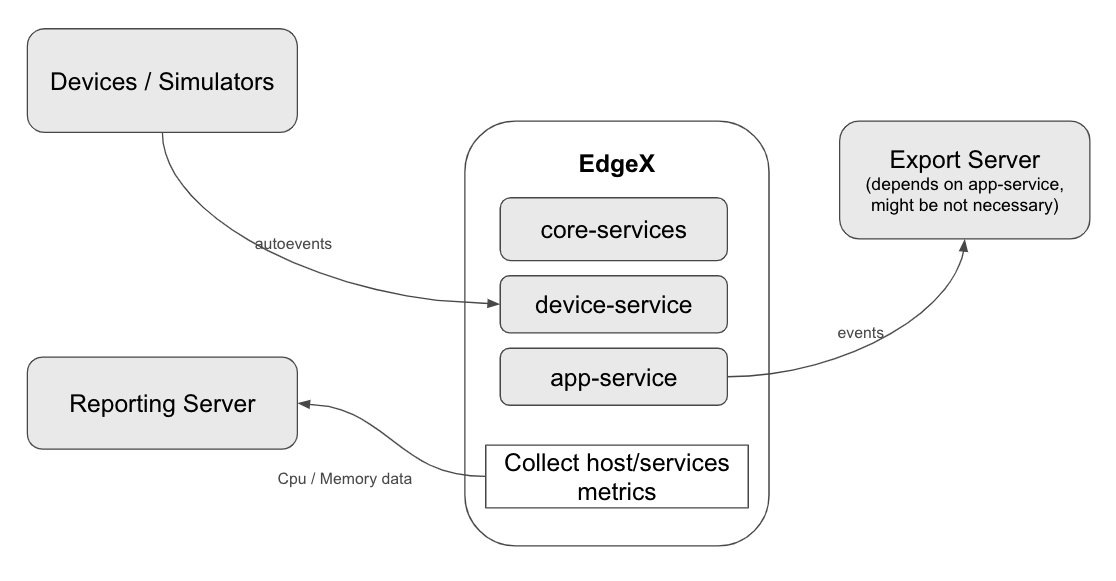 Devices / Simulators
autoevents
EdgeX
core-services
device-service
app-service
Collect host/services
metrics
Export Server
(depends on app-service,
might be not necessary)
events
Reporting Server
Cpu / Memory data